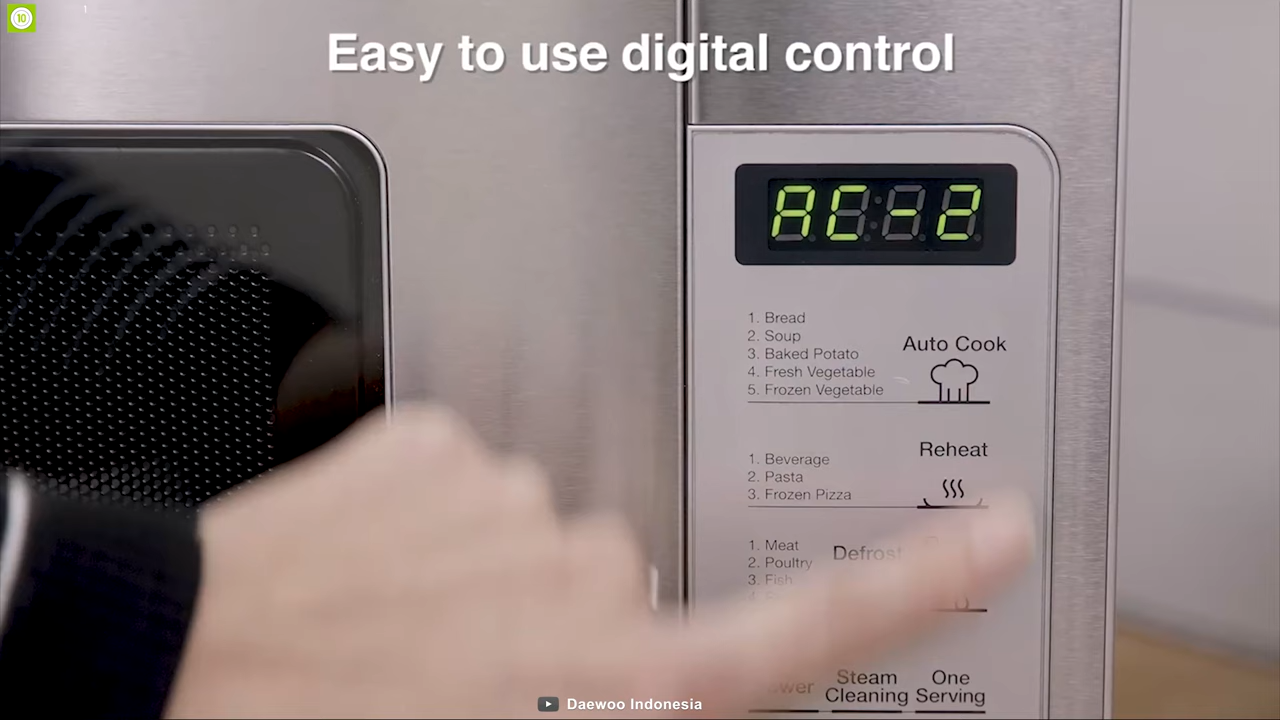 10
1
Easy to use digital control
AC-2
1. Bread
2. Soup
3. Baked Potato
4. Fresh Vegetable
5. Frozen Vegetable
Auto Cook
Reheat
1. Beverage
2. Pasta
3. Frozen Pizza
1. Meat
2. Poultry
3. Fish
Defrost
Steam
Cleaning
One
Serving
Daewoo Indonesia